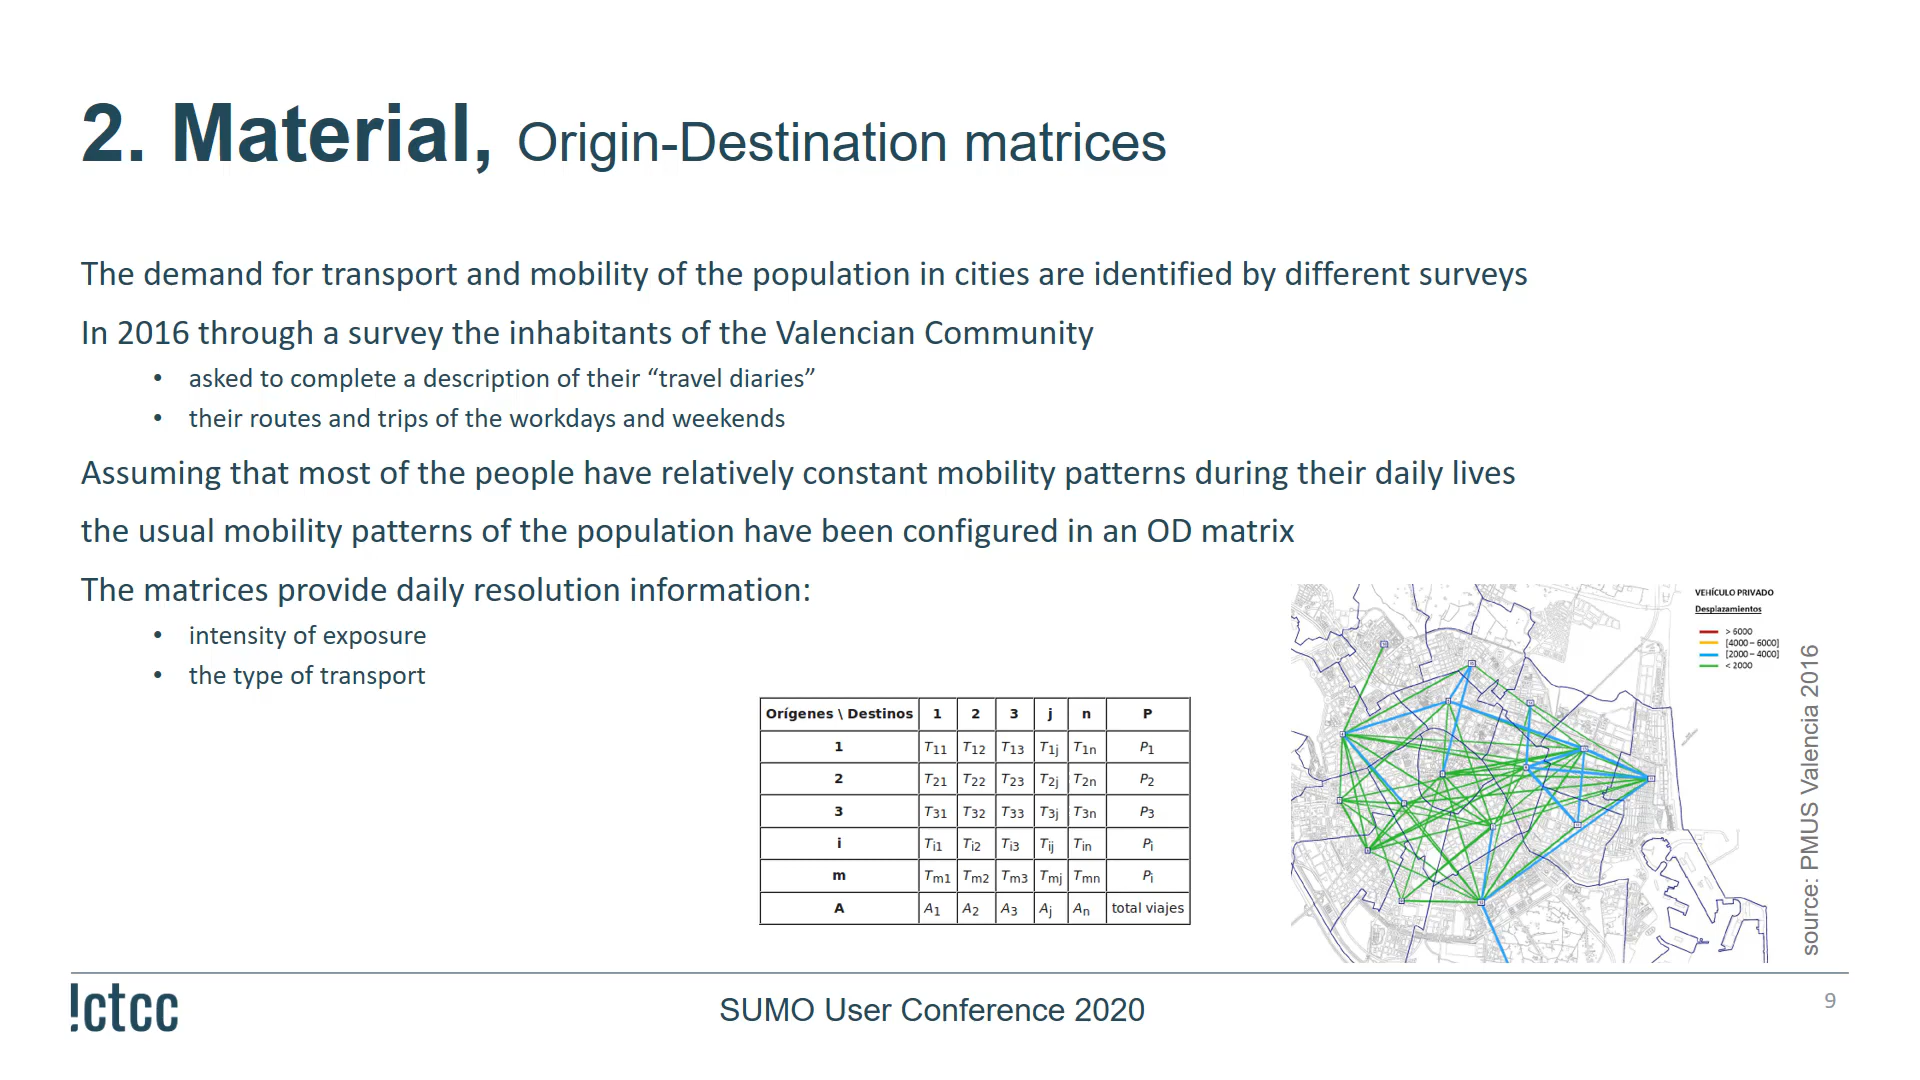 2. Material, Origin-Destination matrices
The demand for transport and mobility of the population in cities are identified by different surveys
In 2016 through a survey the inhabitants of the Valencian Community
• asked to complete a description of their “travel diaries”
• their routes and trips of the workdays and weekends
Assuming that most of the people have relatively constant mobility patterns during their daily lives
the usual mobility patterns of the population have been configured in an OD matrix
The matrices provide daily resolution information:
• intensity of exposure
• the type of transport
Orígenes \ Destinos 1 2 3 j n P
1 T11 T12 T13 T1j T1n P1
2 T21 T22 T23 T2j T2n P2
3 T31 T32 T33 T3j T3n P3
i Ti1 Ti2 Ti3 Tij Tin Pi
m Tm1 Tm2 Tm3 Tmj Tmn Pi
A A1 A2 A3 Aj An total viajes
VEHÍCULO PRIVADO
Desplazamientos
> 6000
[4000 – 6000]
[2000 – 4000]
< 2000
source: PMUS Valencia 2016
!ctcc
SUMO User Conference 2020
9